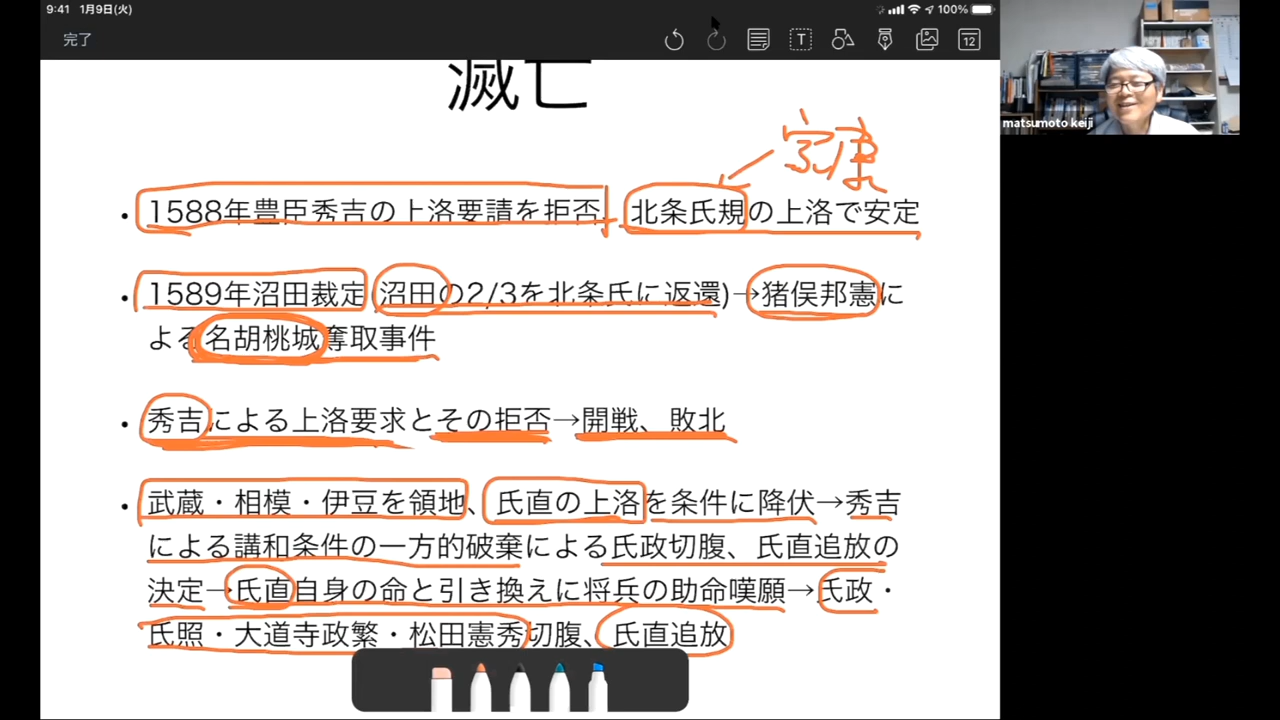 9:41 1月9日(火)
100%
完了
T
12
滅亡
家康
・1588年豊臣秀吉の上洛要請を拒否、北条氏規の上洛で安定
・1589年沼田裁定(沼田の2/3を北条氏に返還)→猪俣邦憲に
よる名胡桃城奪取事件
・秀吉による上洛要求とその拒否→開戦、敗北
・武蔵・相模・伊豆を領地、氏直の上洛を条件に降伏→秀吉
による講和条件の一方的破棄による氏政切腹、氏直追放の
決定→氏直自身の命と引き換えに将兵の助命嘆願→氏政・
氏照・大道寺政繁・松田憲秀切腹、氏直追放
matsumoto keiji